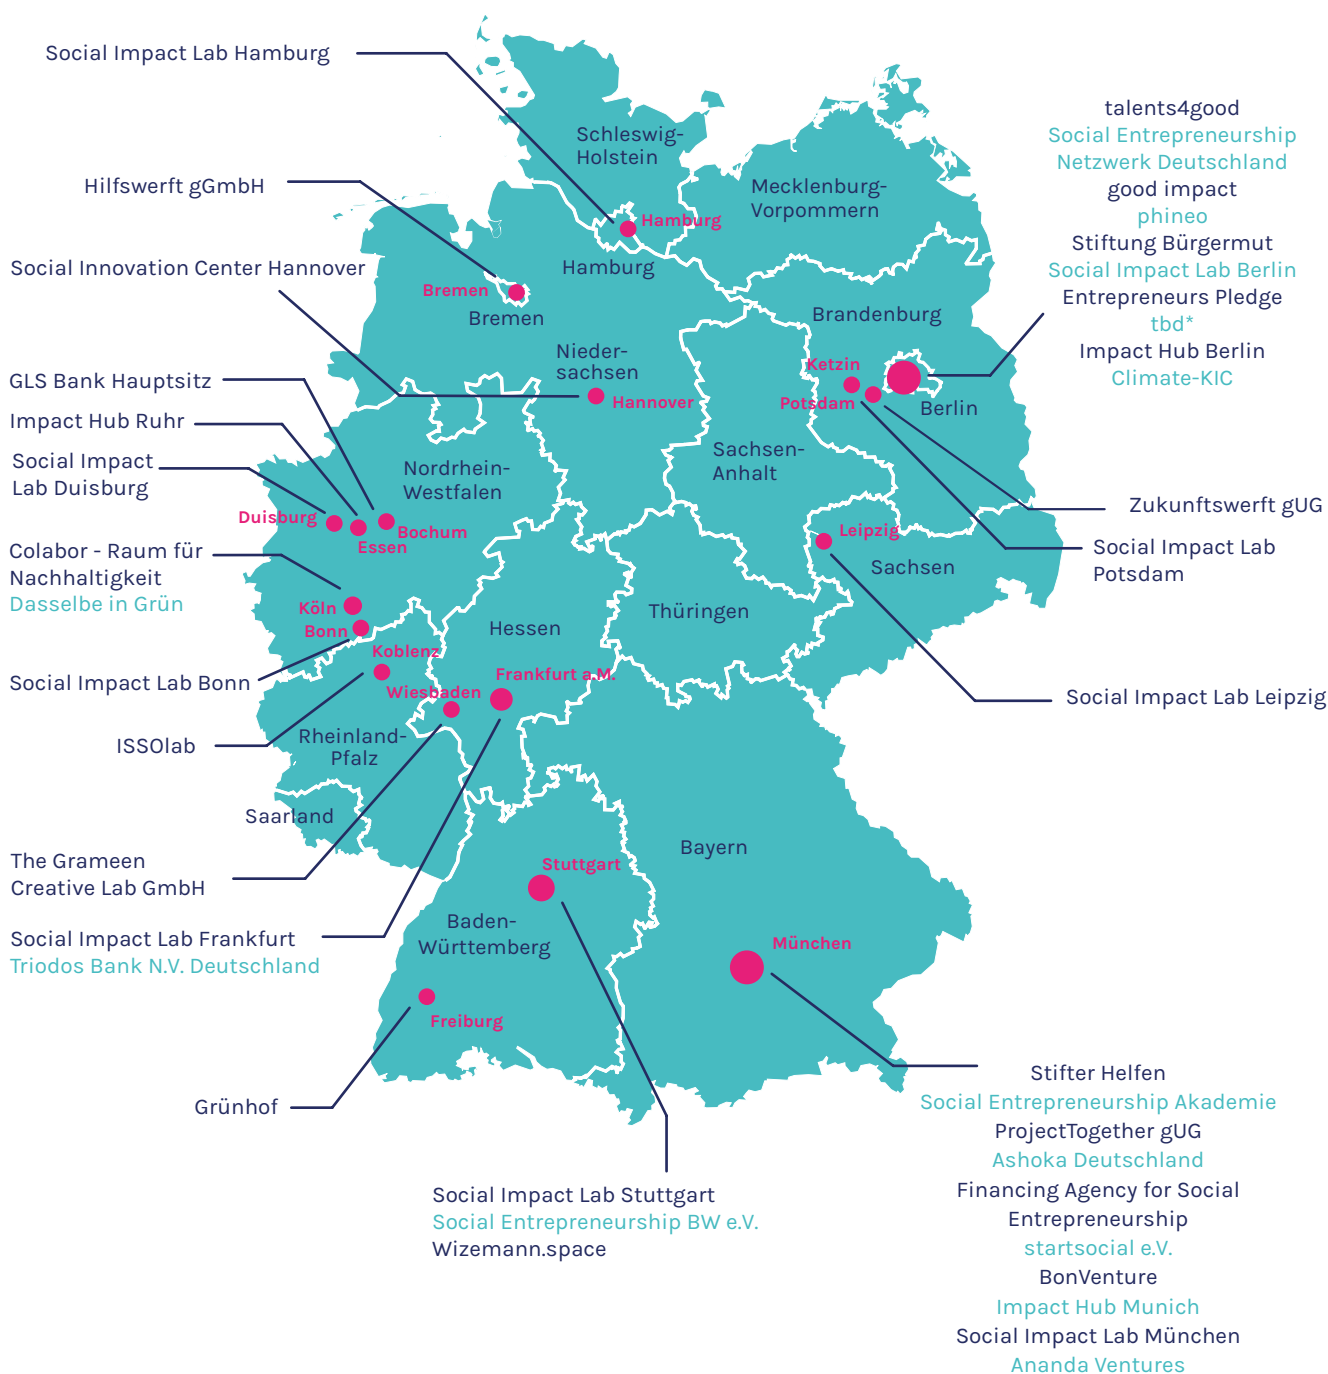 Social Impact Lab Hamburg
Hilfswerft gGmbH
Social Innovation Center Hannover
GLS Bank Hauptsitz
Impact Hub Ruhr
Social Impact
Lab Duisburg
Colabor - Raum für
Nachhaltigkeit
Dasselbe in Grün
Social Impact Lab Bonn
ISSOlab
The Grameen
Creative Lab GmbH
Social Impact Lab Frankfurt
Triodos Bank N.V. Deutschland
Grünhof
Schleswig-
Holstein
Mecklenburg-
Vorpommern
Hamburg
Hamburg
Bremen
Bremen
Nieder-
sachsen
Hannover
Brandenburg
Ketzin
Potsdam
Berlin
Sachsen-
Anhalt
Nordrhein-
Westfalen
Duisburg
Essen
Bochum
Leipzig
Sachsen
Thüringen
Hessen
Köln
Bonn
Koblenz
Wiesbaden
Frankfurt a.M.
Rheinland-
Pfalz
Saarland
Bayern
Stuttgart
Baden-
Württemberg
München
Freiburg
talents4good
Social Entrepreneurship
Netzwerk Deutschland
good impact
phineo
Stiftung Bürgermut
Social Impact Lab Berlin
Entrepreneurs Pledge
tbd*
Impact Hub Berlin
Climate-KIC
Zukunftswerft gUG
Social Impact Lab
Potsdam
Social Impact Lab Leipzig
Social Impact Lab Stuttgart
Social Entrepreneurship BW e.V.
Wizemann.space
Stifter Helfen
Social Entrepreneurship Akademie
ProjectTogether gUG
Ashoka Deutschland
Financing Agency for Social
Entrepreneurship
startsocial e.V.
BonVenture
Impact Hub Munich
Social Impact Lab München
Ananda Ventures